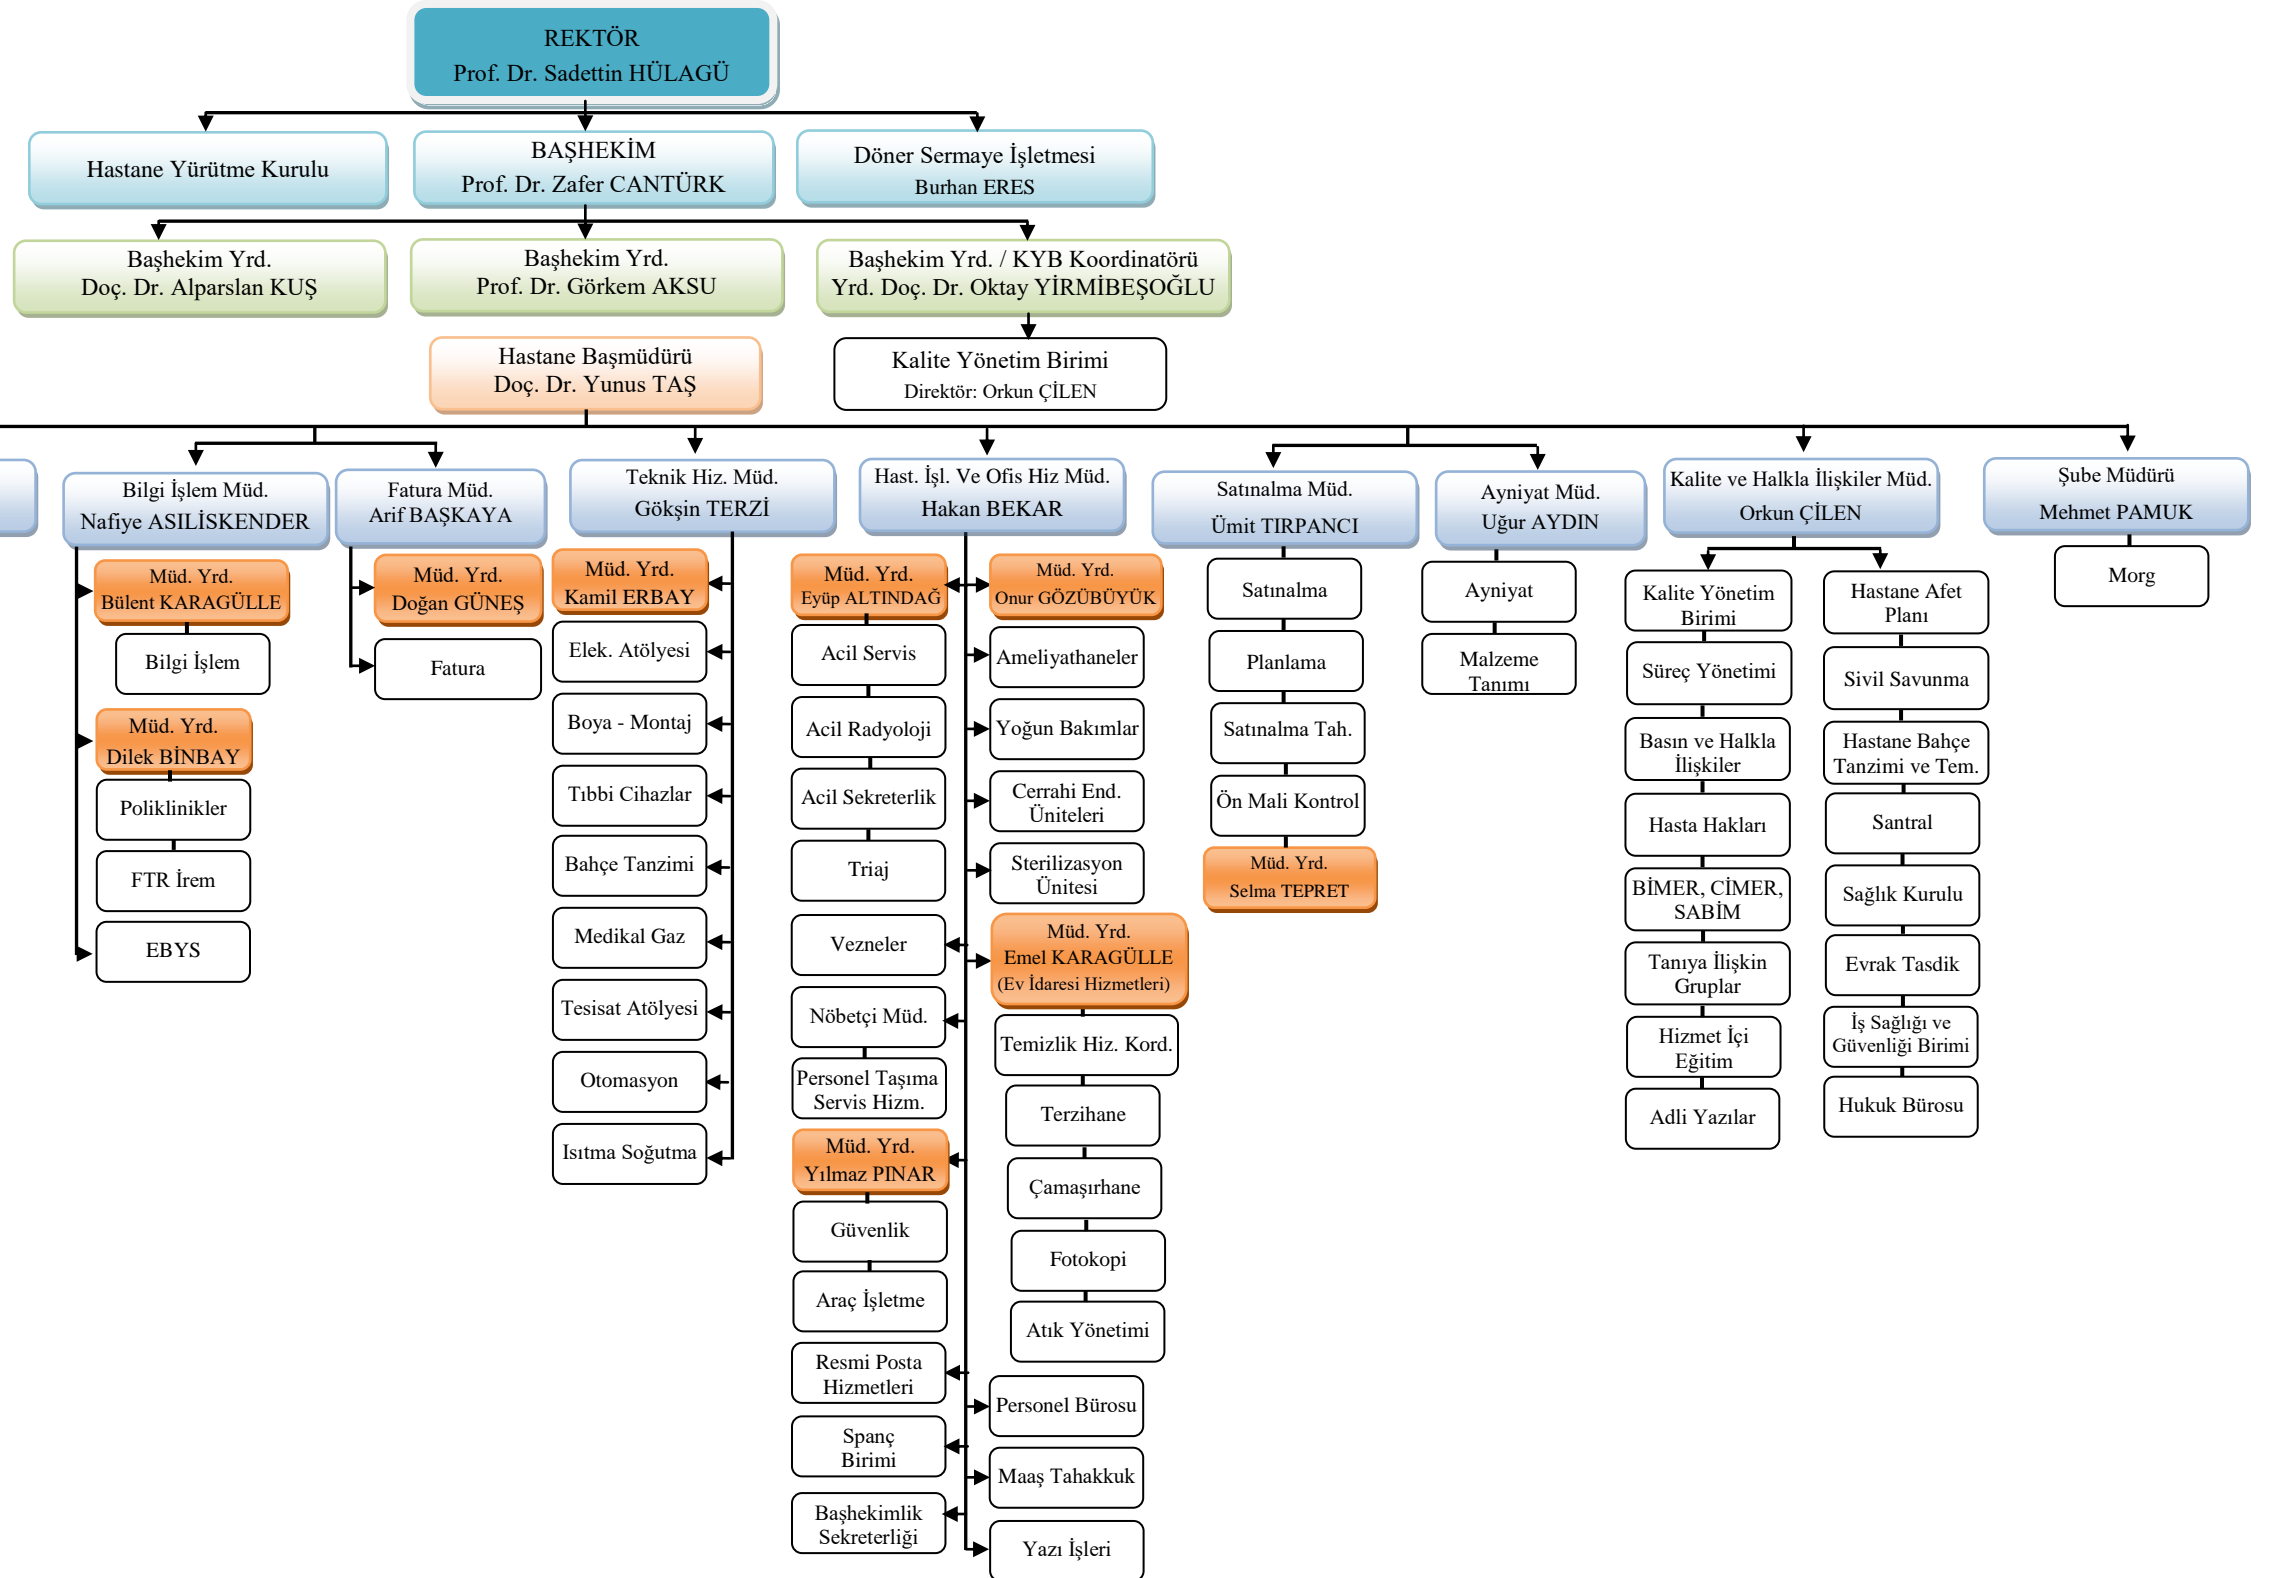 REKTÖR
Prof. Dr. Sadettin HÜLAGÜ
Hastane Yürütme Kurulu
BAŞHEKİM
Prof. Dr. Zafer CANTÜRK
Döner Sermaye İşletmesi
Burhan ERES
Başhekim Yrd.
Doç. Dr. Alparslan KUŞ
Başhekim Yrd.
Prof. Dr. Görkem AKSU
Başhekim Yrd. / KYB Koordinatörü
Yrd. Doç. Dr. Oktay YİRMİBEŞOĞLU
Hastane Başmüdürü
Doç. Dr. Yunus TAŞ
Kalite Yönetim Birimi
Direktör: Orkun ÇİLEN
Bilgi İşlem Müd.
Nafiye ASILİSKENDER
Müd. Yrd.
Bülent KARAGÜLLE
Bilgi İşlem
Müd. Yrd.
Dilek BİNBAY
Poliklinikler
FTR İrem
EBYS
Fatura Müd.
Arif BAŞKAYA
Müd. Yrd.
Doğan GÜNEŞ
Fatura
Teknik Hiz. Müd.
Gökşin TERZİ
Müd. Yrd.
Kamil ERBAY
Elek. Atölyesi
Boya - Montaj
Tıbbi Cihazlar
Bahçe Tanzimi
Medikal Gaz
Tesisat Atölyesi
Otomasyon
Isıtma Soğutma
Hast. İşl. Ve Ofis Hiz Müd.
Hakan BEKAR
Müd. Yrd.
Eyüp ALTINDAĞ
Acil Servis
Acil Radyoloji
Acil Sekreterlik
Triaj
Vezneler
Nöbetçi Müd.
Personel Taşıma
Servis Hizm.
Müd. Yrd.
Yılmaz PINAR
Güvenlik
Araç İşletme
Resmi Posta
Hizmetleri
Spanç
Birimi
Başhekimlik
Sekreterliği
Müd. Yrd.
Onur GÖZÜBÜYÜK
Ameliyathaneler
Yoğun Bakımlar
Cerrahi End.
Üniteleri
Sterilizasyon
Ünitesi
Müd. Yrd.
Emel KARAGÜLLE
(Ev İdaresi Hizmetleri)
Temizlik Hiz. Kord.
Terzihane
Çamaşırhane
Fotokopi
Atık Yönetimi
Personel Bürosu
Maaş Tahakkuk
Yazı İşleri
Satınalma Müd.
Ümit TIRPANCI
Satınalma
Planlama
Satınalma Tah.
Ön Mali Kontrol
Müd. Yrd.
Selma TEPRET
Ayniyat Müd.
Uğur AYDIN
Ayniyat
Malzeme
Tanımı
Kalite ve Halkla İlişkiler Müd.
Orkun ÇİLEN
Kalite Yönetim
Birimi
Süreç Yönetimi
Basın ve Halkla
İlişkiler
Hasta Hakları
BİMER, CİMER,
SABİM
Tanıya İlişkin
Gruplar
Hizmet İçi
Eğitim
Adli Yazılar
Hastane Afet
Planı
Sivil Savunma
Hastane Bahçe
Tanzimi ve Tem.
Santral
Sağlık Kurulu
Evrak Tasdik
İş Sağlığı ve
Güvenliği Birimi
Hukuk Bürosu
Şube Müdürü
Mehmet PAMUK
Morg